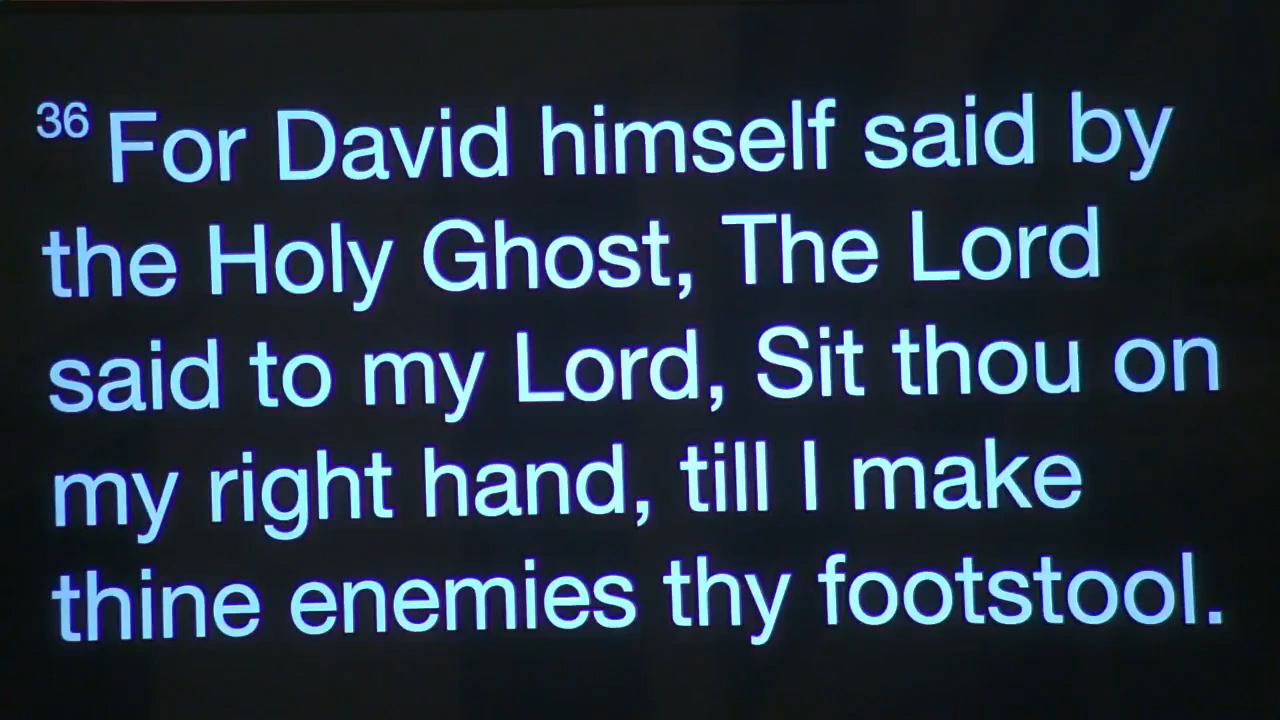 36 For David himself said by
the Holy Ghost, The Lord
said to my Lord, Sit thou on
my right hand, till I make
thine enemies thy footstool.